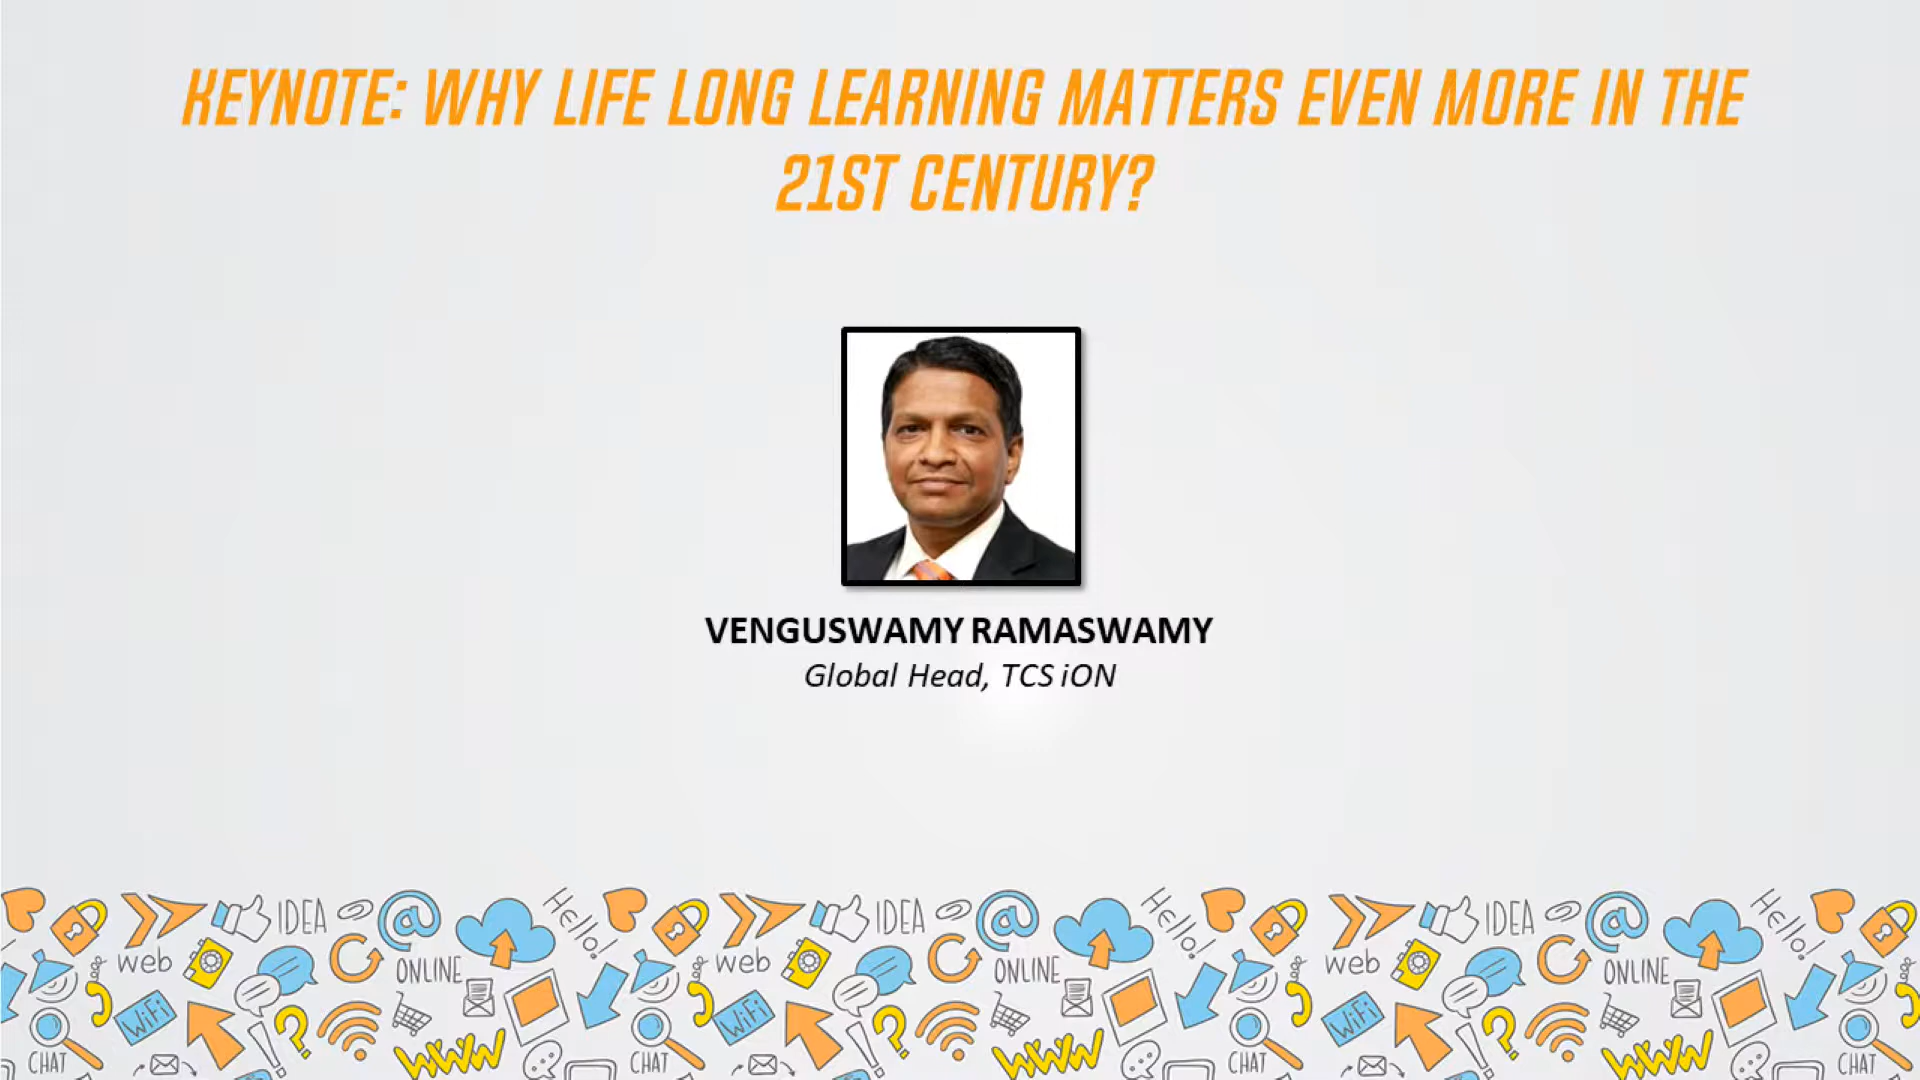 KEYNOTE: WHY LIFE LONG LEARNING MATTERS EVEN MORE IN THE
21ST CENTURY?
VENGUSWAMY RAMASWAMY
Global Head, TCS iON
IDEA
Hello!
IDEA
Hello!
IDEA
Hello!
web
ONLINE
web
ONLINE
web
ONLINE
WiFi
WiFi
WiFi
CHAT
WWW
CHAT
WWW
CHAT
WWW
CHAT